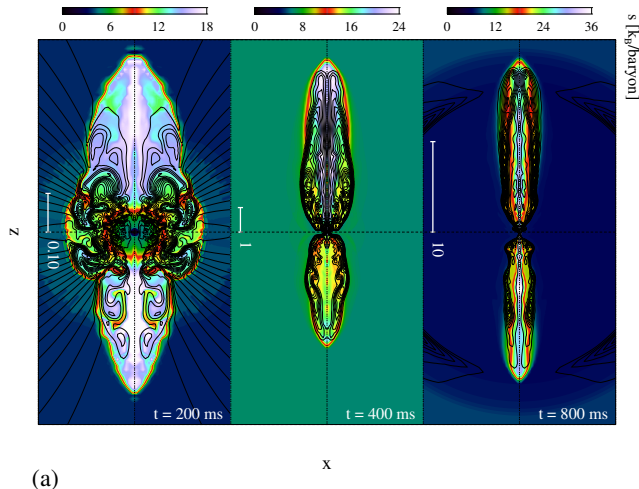 0 6 12 18
0 8 16 24
0 12 24 36
s [kB/baryon]
z
0.10
1
10
t = 200 ms
t = 400 ms
t = 800 ms
x
(a)